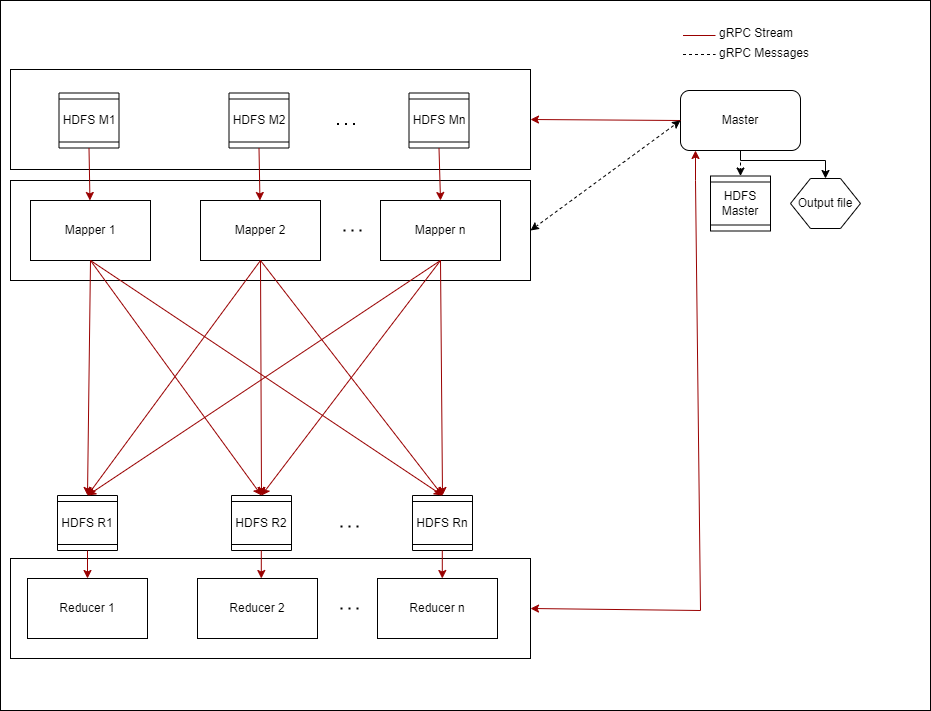 gRPC Stream
gRPC Messages
HDFS M1
HDFS M2
...
HDFS Mn
Master
Mapper 1
Mapper 2
...
Mapper n
HDFS
Master
Output file
HDFS R1
HDFS R2
...
HDFS Rn
Reducer 1
Reducer 2
...
Reducer n